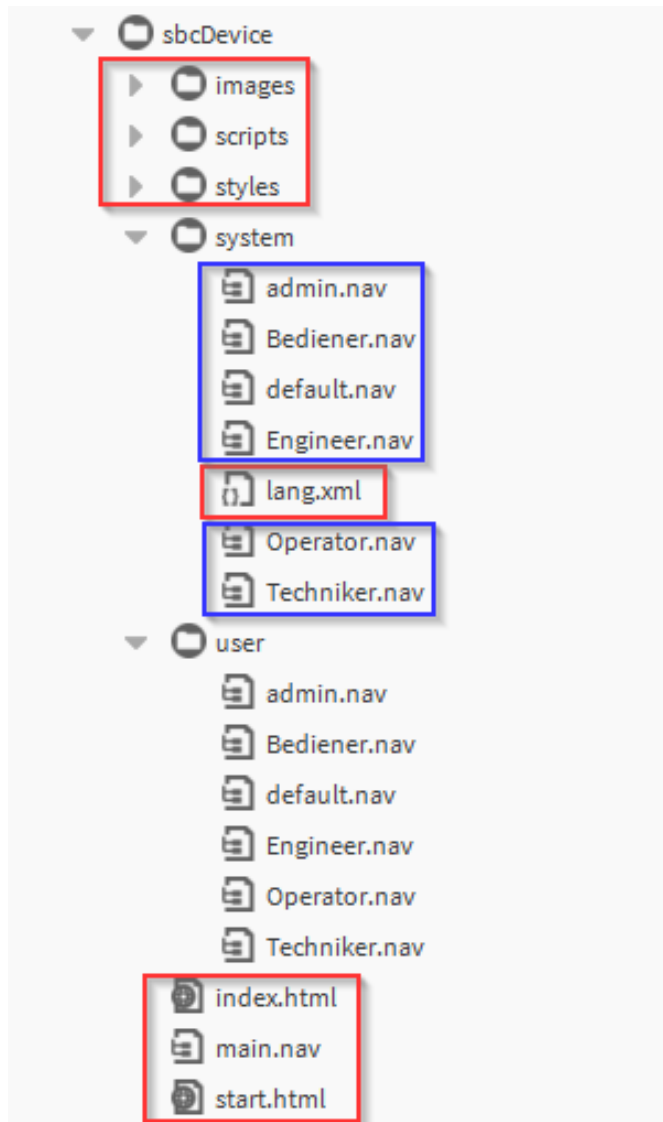 sbcDevice
images
scripts
styles
system
admin.nav
Bediener.nav
default.nav
Engineer.nav
lang.xml
Operator.nav
Techniker.nav
user
admin.nav
Bediener.nav
default.nav
Engineer.nav
Operator.nav
Techniker.nav
index.html
main.nav
start.html